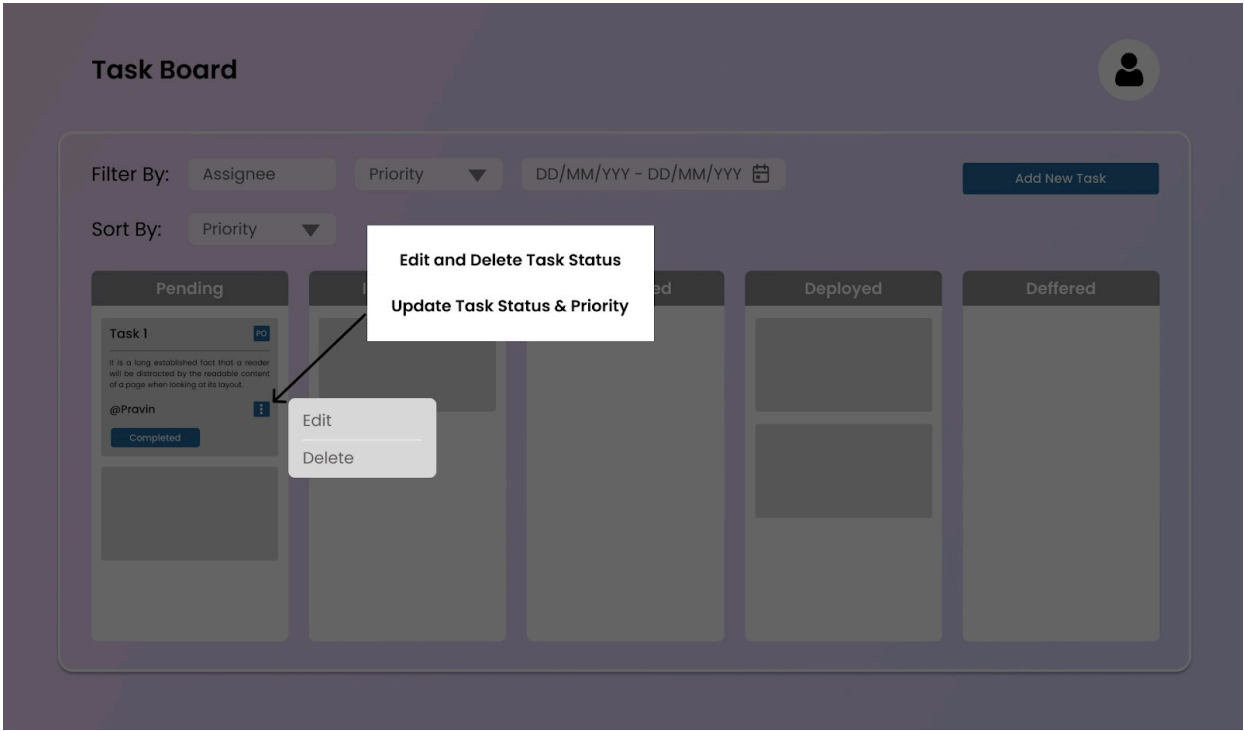 Task Board
Filter By:
Assignee
Priority
DD/MM/YYY - DD/MM/YYY
Add New Task
Sort By:
Priority
Edit and Delete Task Status
Update Task Status & Priority
Pending
Deployed
Deffered
Task 1
P0
It is a long established fact that a reader
will be distracted by the readable content
of a page when looking at its layout.
@Pravin
Completed
Edit
Delete